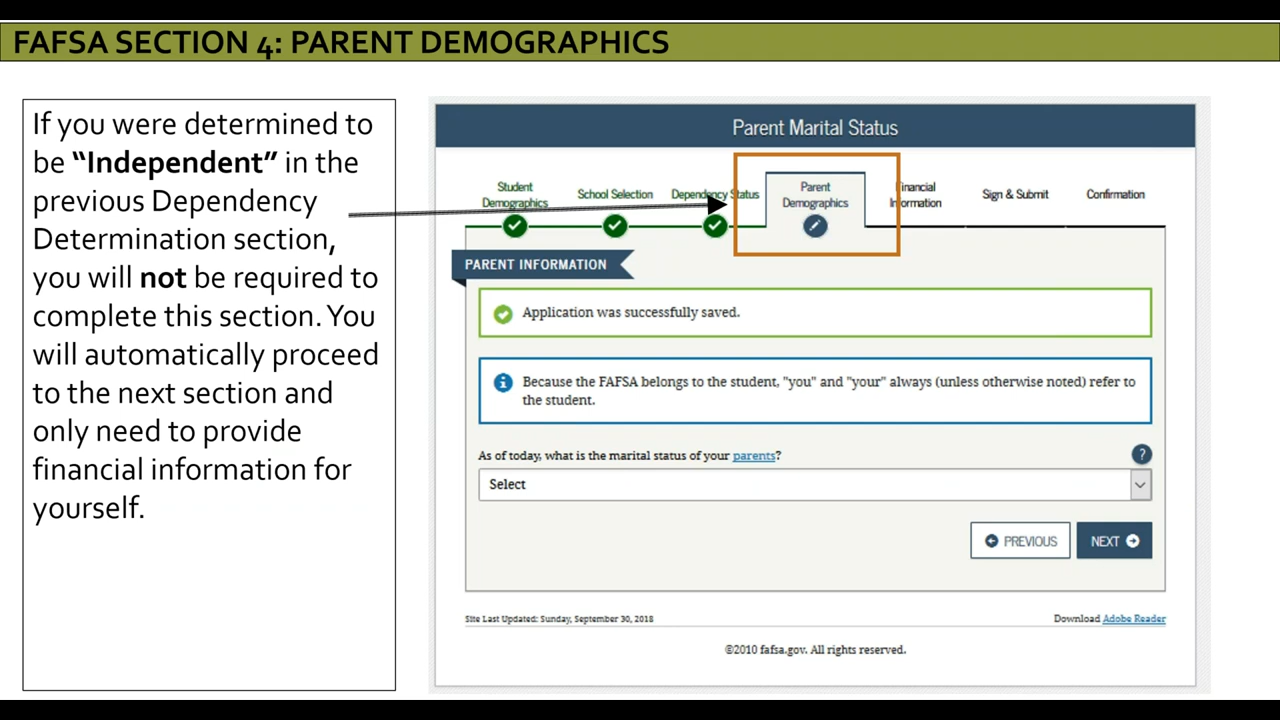 FAFSA SECTION 4: PARENT DEMOGRAPHICS
If you were determined to
be “Independent” in the
previous Dependency
Determination section,
you will not be required to
complete this section. You
will automatically proceed
to the next section and
only need to provide
financial information for
yourself.
Parent Marital Status
Student
Demographics
School Selection
Dependency Status
Parent
Demographics
Financial
Information
Sign & Submit
Confirmation
PARENT INFORMATION
Application was successfully saved.
Because the FAFSA belongs to the student, "you" and "your" always (unless otherwise noted) refer to
the student.
As of today, what is the marital status of your parents?
?
Select
PREVIOUS
NEXT
Site Last Updated: Sunday, September 30, 2018
Download Adobe Reader
©2010 fafsa.gov. All rights reserved.